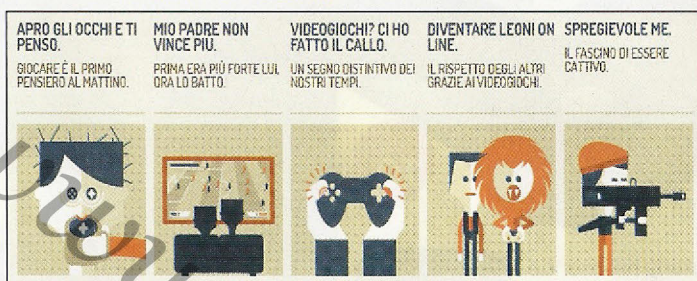 APRO GLI OCCHI E TI
PENSO.
GIOCARE È IL PRIMO
PENSIERO AL MATTINO.
MIO PADRE NON
VINCE PIÙ.
PRIMA ERA PIÙ FORTE LUI,
ORA LO BATTO.
VIDEOGIOCHI? CI HO
FATTO IL CALLO.
UN SEGNO DISTINTIVO DEI
NOSTRI TEMPI.
DIVENTARE LEONI ON
LINE.
IL RISPETTO DEGLI ALTRI
GRAZIE AI VIDEOGIOCHI.
SPREGIEVOLE ME.
IL FASCINO DI ESSERE
CATTIVO.